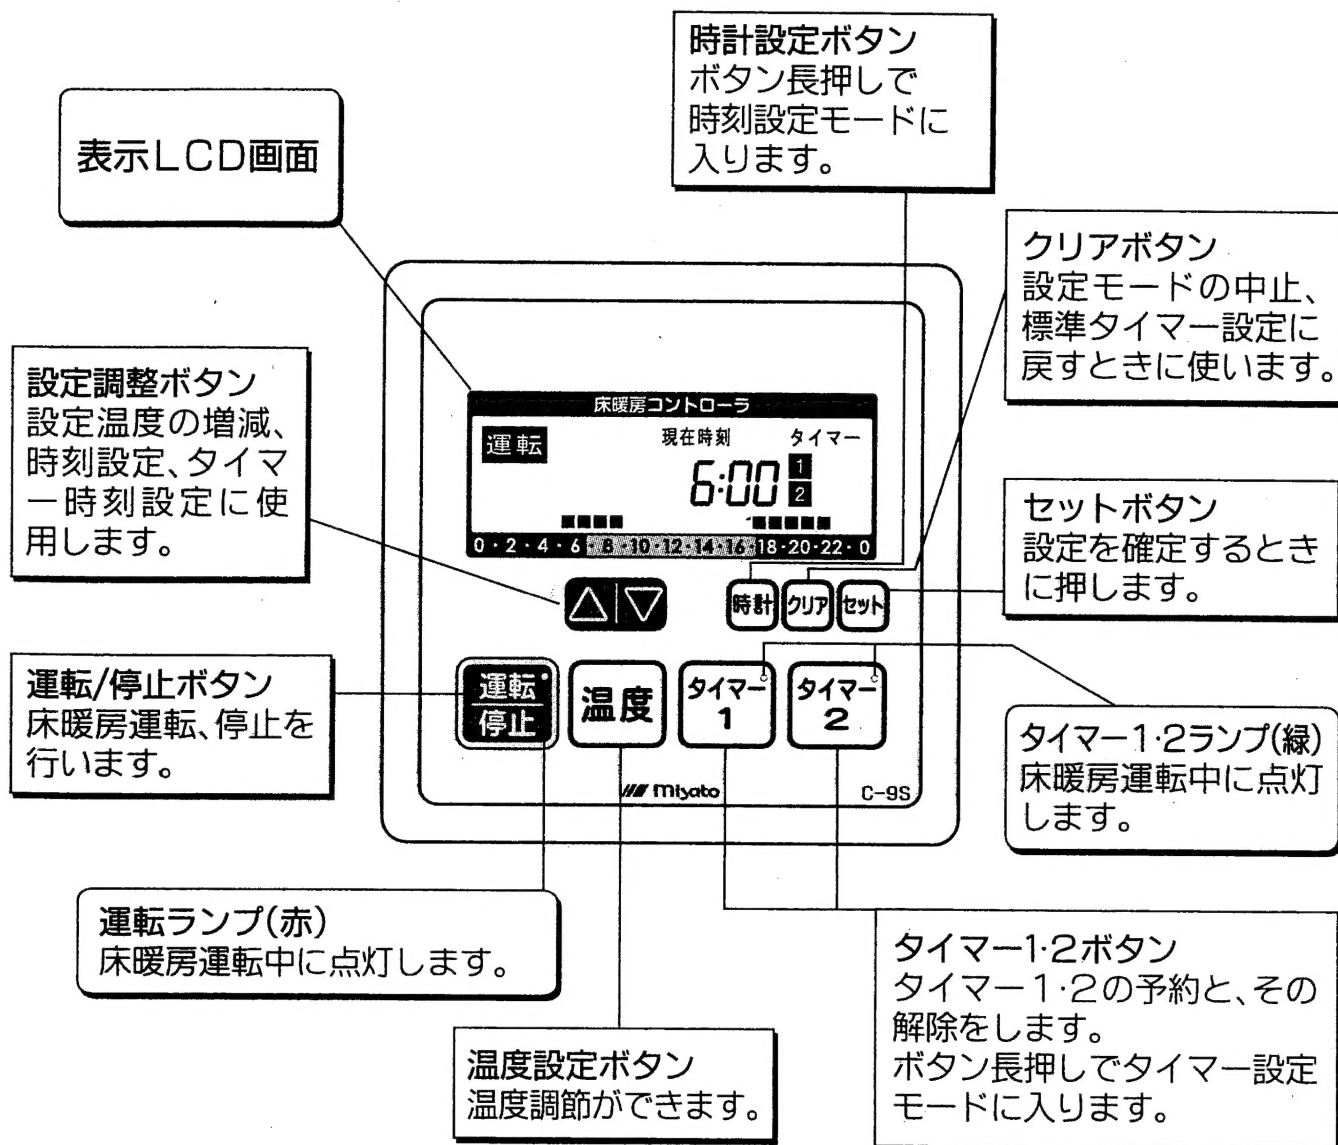 時計設定ボタン
ボタン長押しで
時刻設定モードに
入ります。
表示LCD画面
クリアボタン
設定モードの中止、
標準タイマー設定に
戻すときに使います。
設定調整ボタン
設定温度の増減、
時刻設定、タイマ
ー時刻設定に使
用します。
床暖房コントローラ
運転
現在時刻
タイマー
6:00
1
2
0・2・4・6・8・10・12・14・16・18・20・22・0
セットボタン
設定を確定するとき
に押します。
△
▽
時計
クリア
セット
運転/停止ボタン
床暖房運転、停止を
行います。
運転
停止
温度
タイマー
1
タイマー
2
タイマー1・2ランプ(緑)
床暖房運転中に点灯
します。
Miyato
C-9S
運転ランプ(赤)
床暖房運転中に点灯します。
タイマー1・2ボタン
タイマー1・2の予約と、その
解除をします。
ボタン長押しでタイマー設定
モードに入ります。
温度設定ボタン
温度調節ができます。